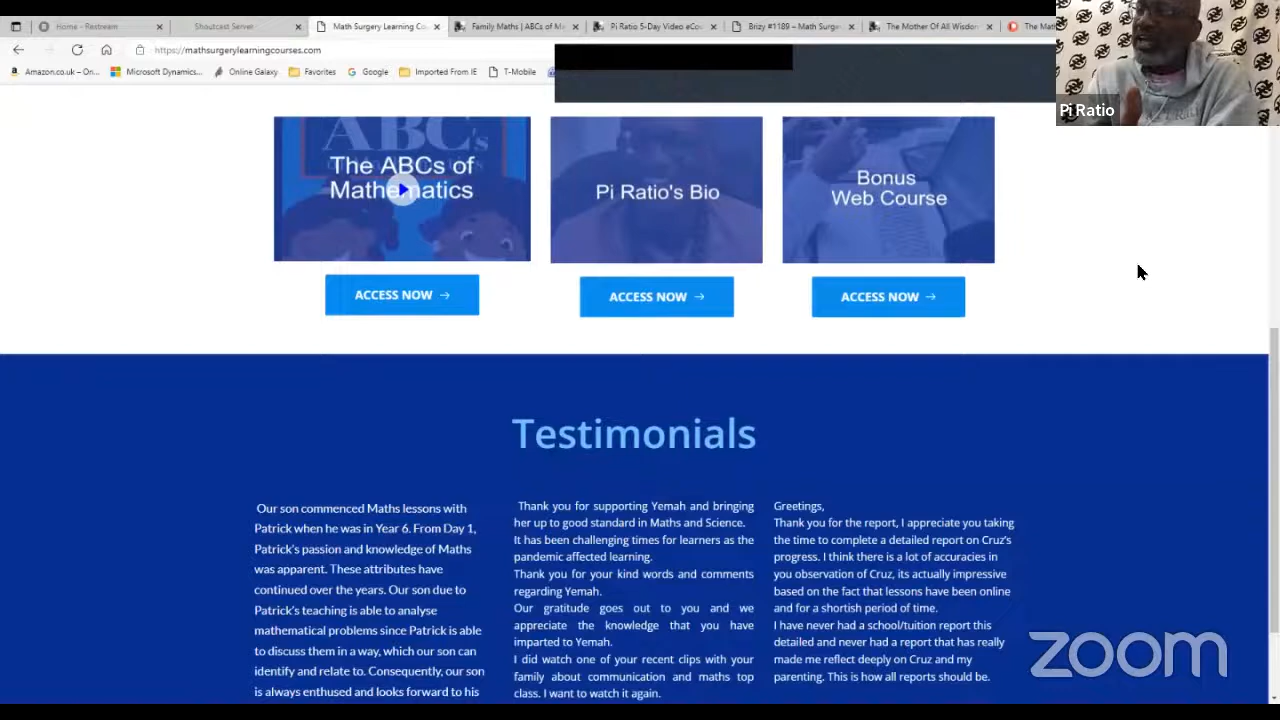 Home - Restream
Shoutcast Server
Math Surgery Learning Co
Family Maths | ABCs of M
Pi Ratio 5-Day Video eCou
Brizy #1189 – Math Surge
The Mother Of All Wisdom
The Mat
https://mathsurgerylearningcourses.com
Amazon.co.uk – On...
Microsoft Dynamics...
Online Galaxy
Favorites
Google
Imported From IE
T-Mobile
Pi Ratio
ABC's
The ABCs of
Mathematics
Pi Ratio's Bio
Bonus
Web Course
ACCESS NOW →
ACCESS NOW →
ACCESS NOW →
Testimonials
Our son commenced Maths lessons with
Patrick when he was in Year 6. From Day 1,
Patrick's passion and knowledge of Maths
was apparent. These attributes have
continued over the years. Our son due to
Patrick's teaching is able to analyse
mathematical problems since Patrick is able
to discuss them in a way, which our son can
identify and relate to. Consequently, our son
is always enthused and looks forward to his
Thank you for supporting Yemah and bringing
her up to good standard in Maths and Science.
It has been challenging times for learners as the
pandemic affected learning.
Thank you for your kind words and comments
regarding Yemah.
Our gratitude goes out to you and we
appreciate the knowledge that you have
imparted to Yemah.
I did watch one of your recent clips with your
family about communication and maths top
class. I want to watch it again.
Greetings,
Thank you for the report, I appreciate you taking
the time to complete a detailed report on Cruz's
progress. I think there is a lot of accuracies in
you observation of Cruz, its actually impressive
based on the fact that lessons have been online
and for a shortish period of time.
I have never had a school/tuition report this
detailed and never had a report that has really
made me reflect deeply on Cruz and my
parenting. This is how all reports should be.
zoom